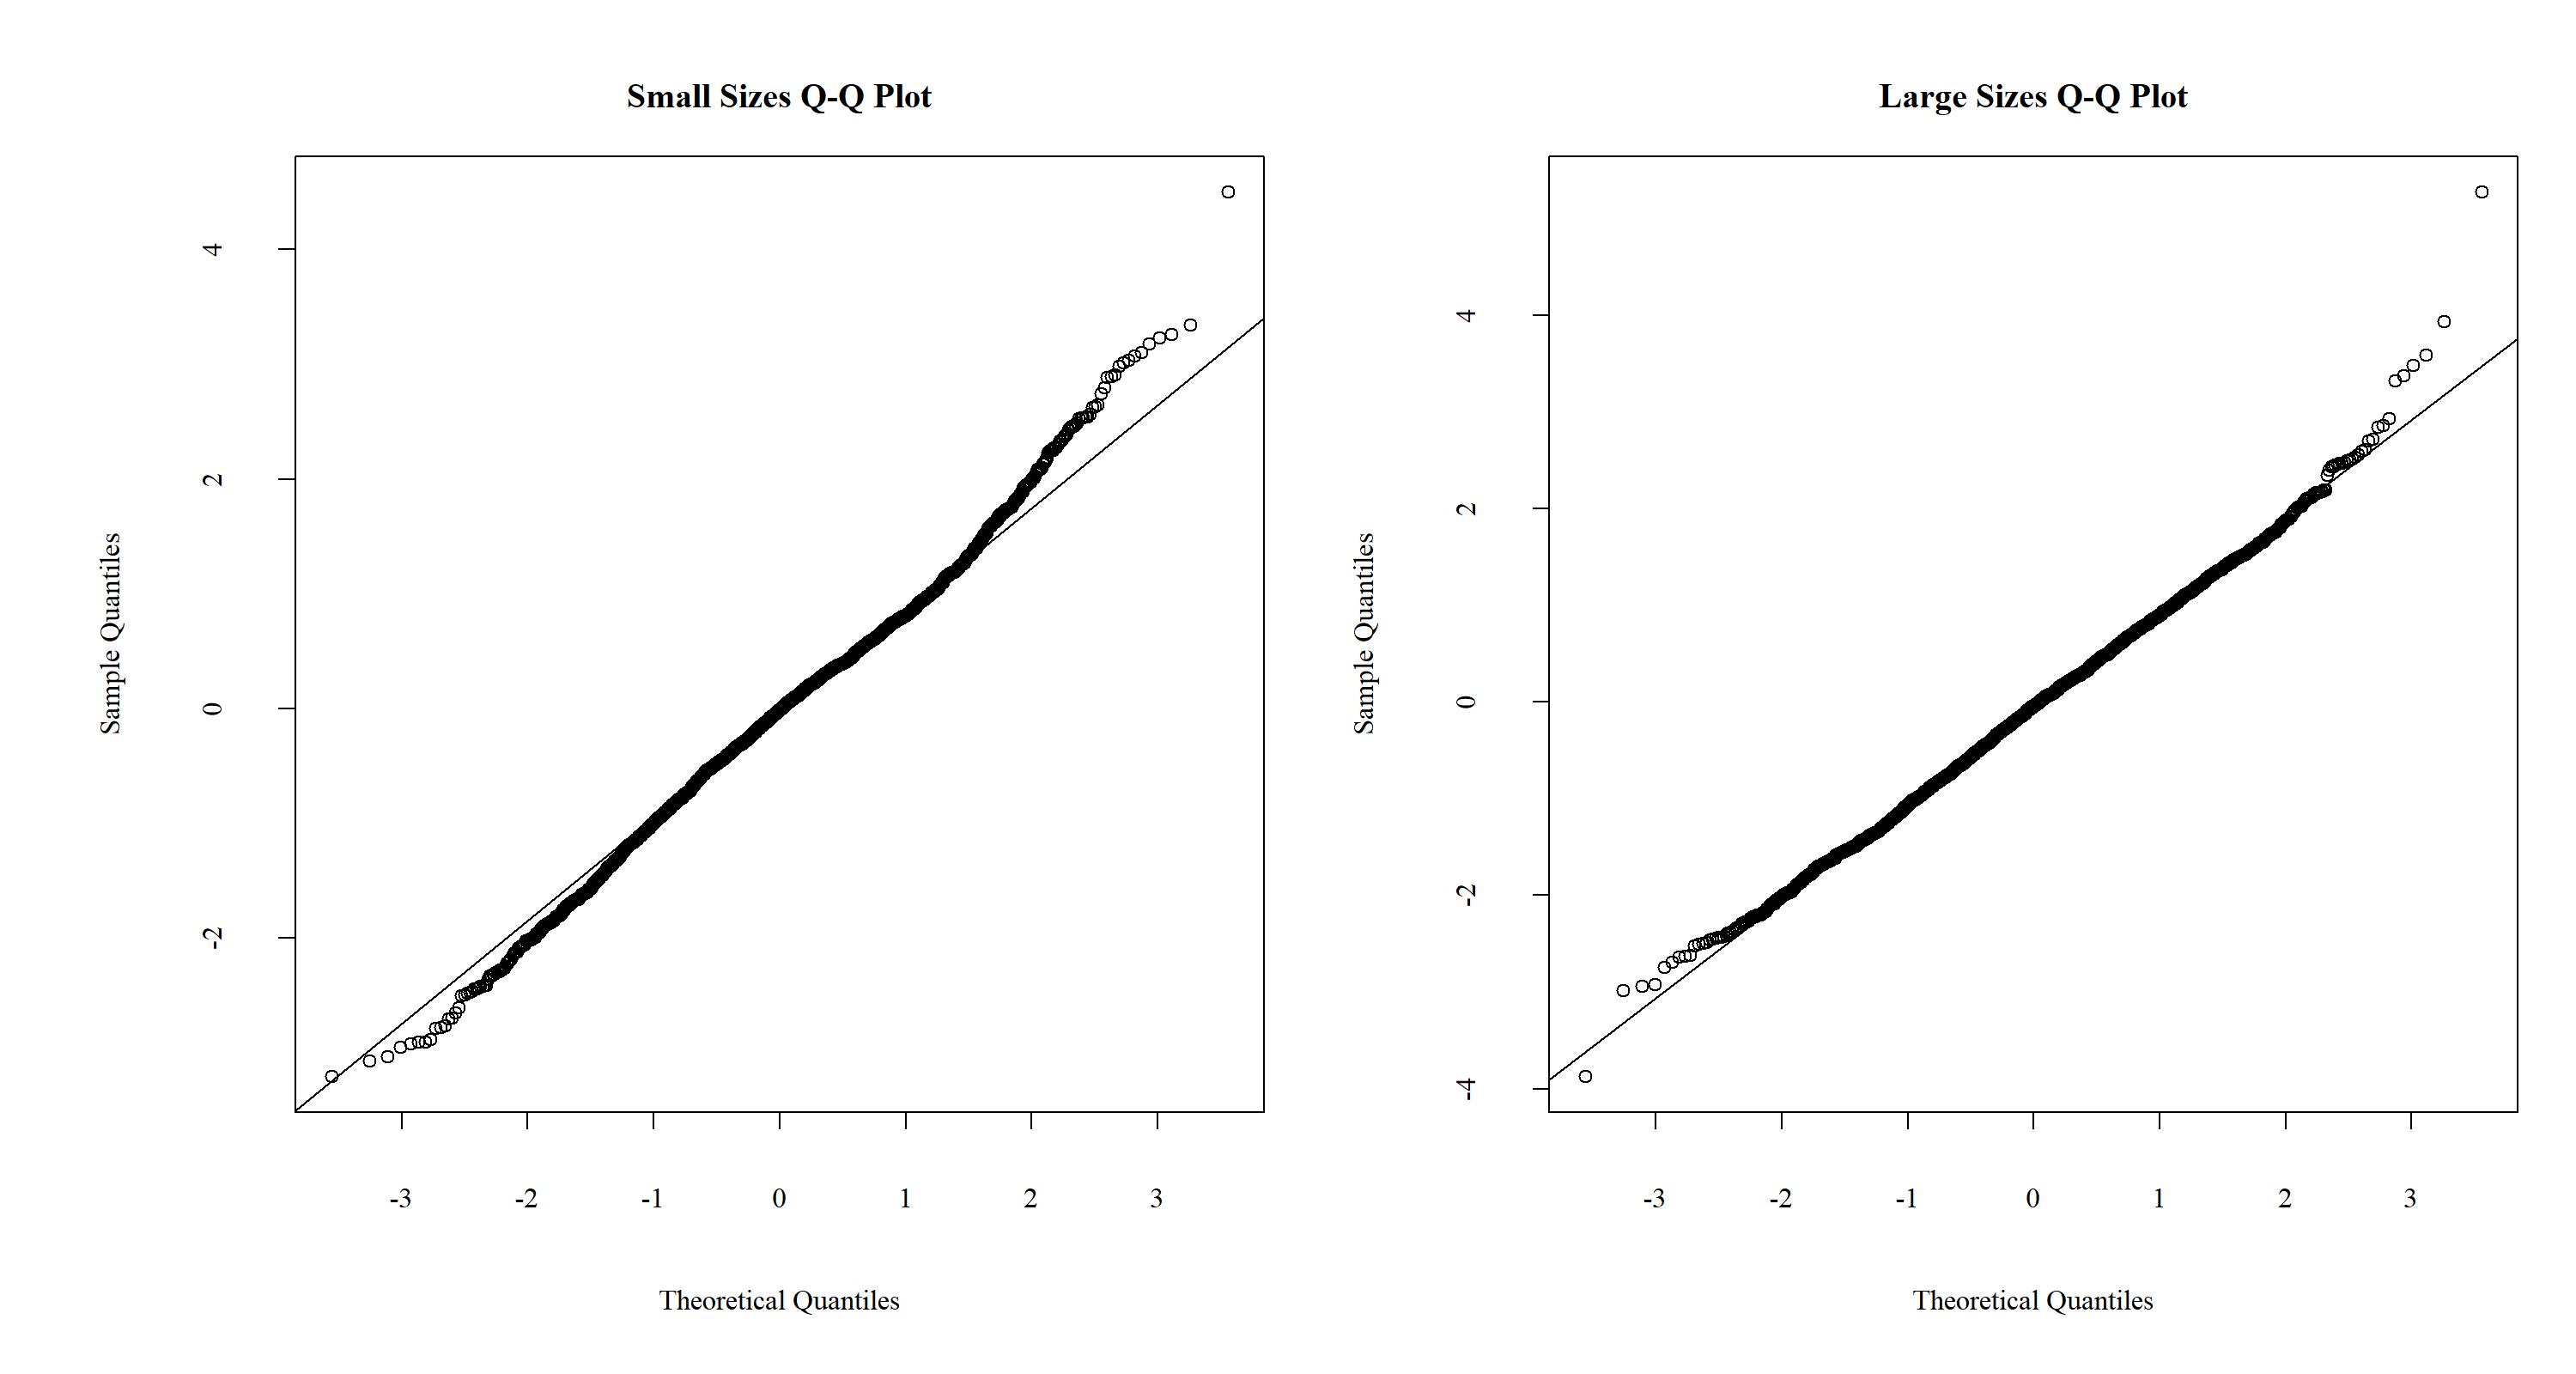 Small Sizes Q-Q Plot
4
2
0
-2
Sample Quantiles
-3 -2 -1 0 1 2 3
Theoretical Quantiles
Large Sizes Q-Q Plot
4
2
0
-2
-4
Sample Quantiles
-3 -2 -1 0 1 2 3
Theoretical Quantiles